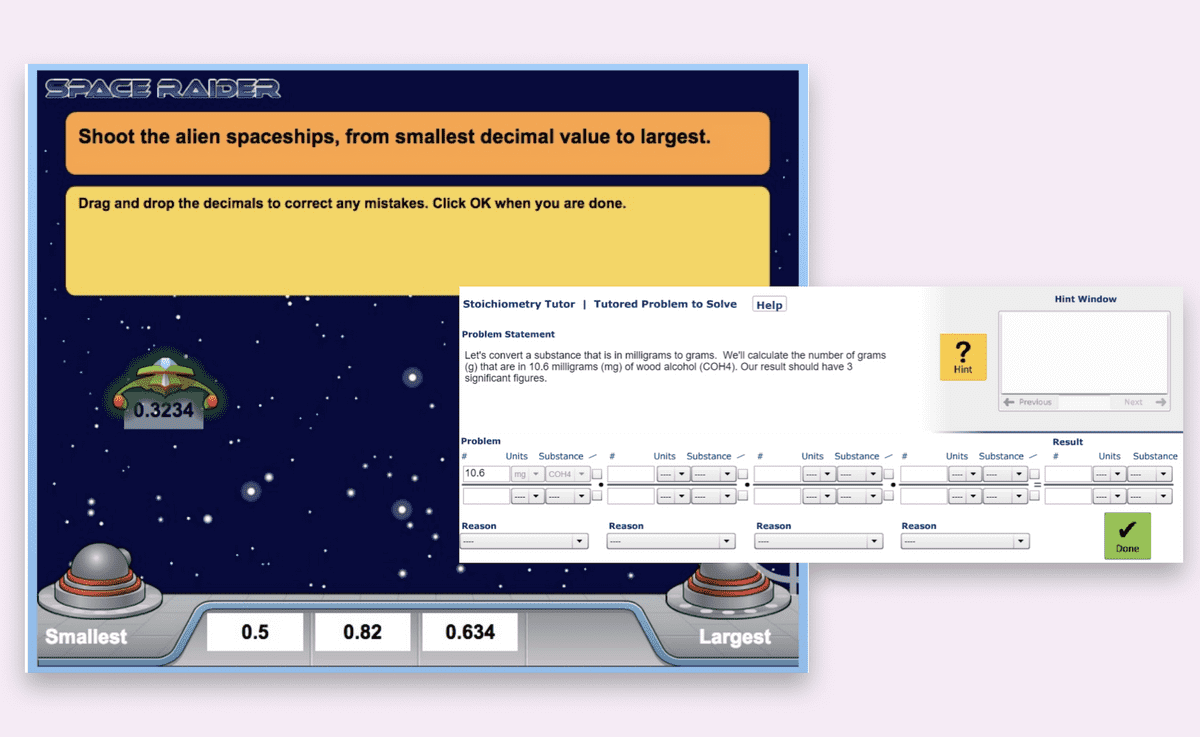 SPACE RAIDER
Shoot the alien spaceships, from smallest decimal value to largest.
Drag and drop the decimals to correct any mistakes. Click OK when you are done.
0.3234
Smallest
0.5
0.82
0.634
Largest
Stoichiometry Tutor | Tutored Problem to Solve
Help
Problem Statement
Let's convert a substance that is in milligrams to grams. We'll calculate the number of grams
(g) that are in 10.6 milligrams (mg) of wood alcohol (COH4). Our result should have 3
significant figures.
?
Hint
Hint Window
Previous
Next
Problem
Result
# Units Substance # Units Substance # Units Substance # Units Substance # Units Substance
10.6 mg COH4 ---- ---- ---- ---- ---- ---- = ---- ----
---- ---- ---- ---- ---- ---- ---- ---- ---- ----
Reason Reason Reason Reason
---- ---- ---- ----
Done